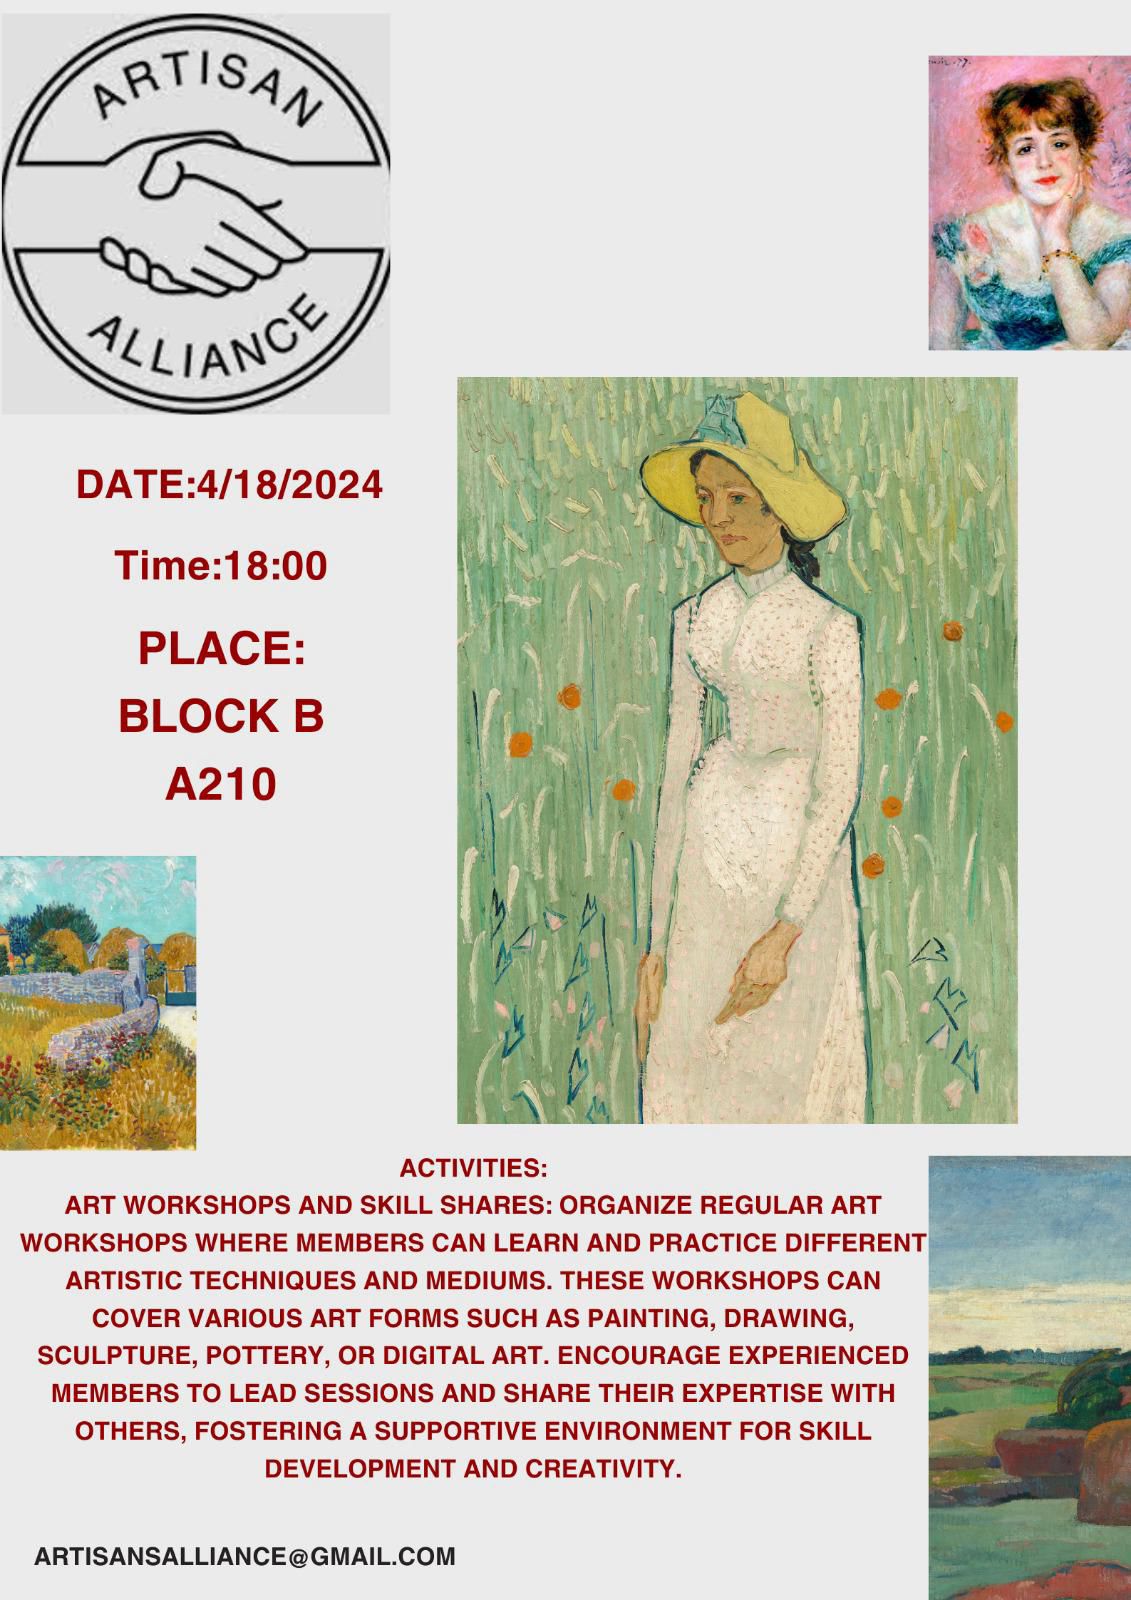 ARTISAN
ALLIANCE
DATE:4/18/2024
Time:18:00
PLACE:
BLOCK B
A210
ACTIVITIES:
ART WORKSHOPS AND SKILL SHARES: ORGANIZE REGULAR ART
WORKSHOPS WHERE MEMBERS CAN LEARN AND PRACTICE DIFFERENT
ARTISTIC TECHNIQUES AND MEDIUMS. THESE WORKSHOPS CAN
COVER VARIOUS ART FORMS SUCH AS PAINTING, DRAWING,
SCULPTURE, POTTERY, OR DIGITAL ART. ENCOURAGE EXPERIENCED
MEMBERS TO LEAD SESSIONS AND SHARE THEIR EXPERTISE WITH
OTHERS, FOSTERING A SUPPORTIVE ENVIRONMENT FOR SKILL
DEVELOPMENT AND CREATIVITY.
ARTISANSALLIANCE@GMAIL.COM